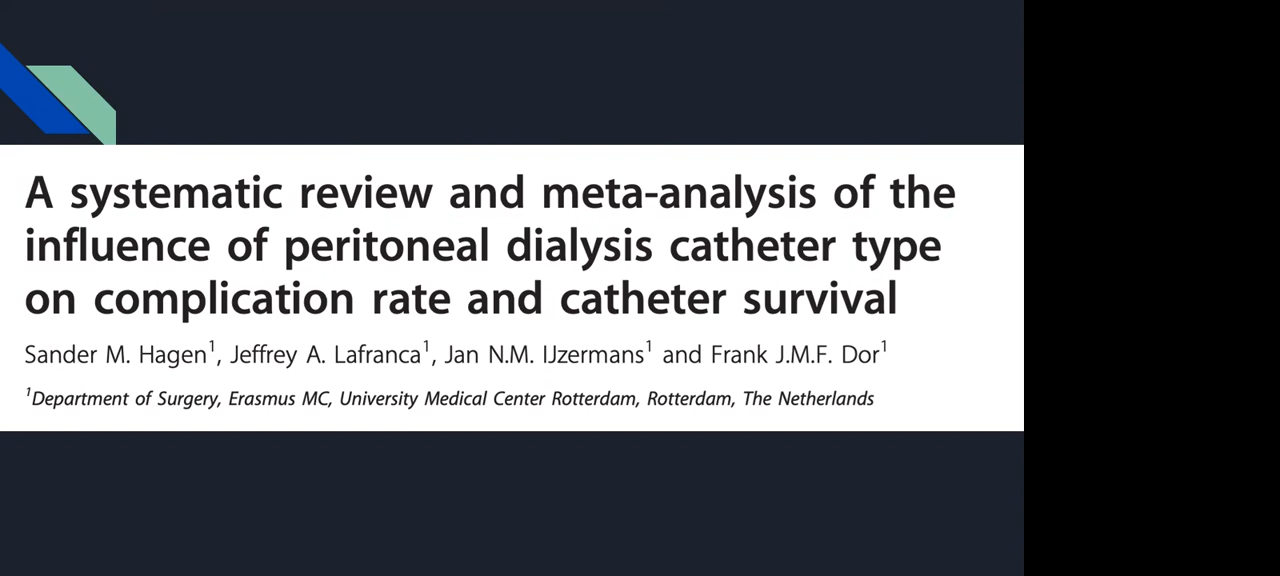 A systematic review and meta-analysis of the
influence of peritoneal dialysis catheter type
on complication rate and catheter survival
Sander M. Hagen¹, Jeffrey A. Lafranca¹, Jan N.M. IJzermans¹ and Frank J.M.F. Dor¹
¹Department of Surgery, Erasmus MC, University Medical Center Rotterdam, Rotterdam, The Netherlands